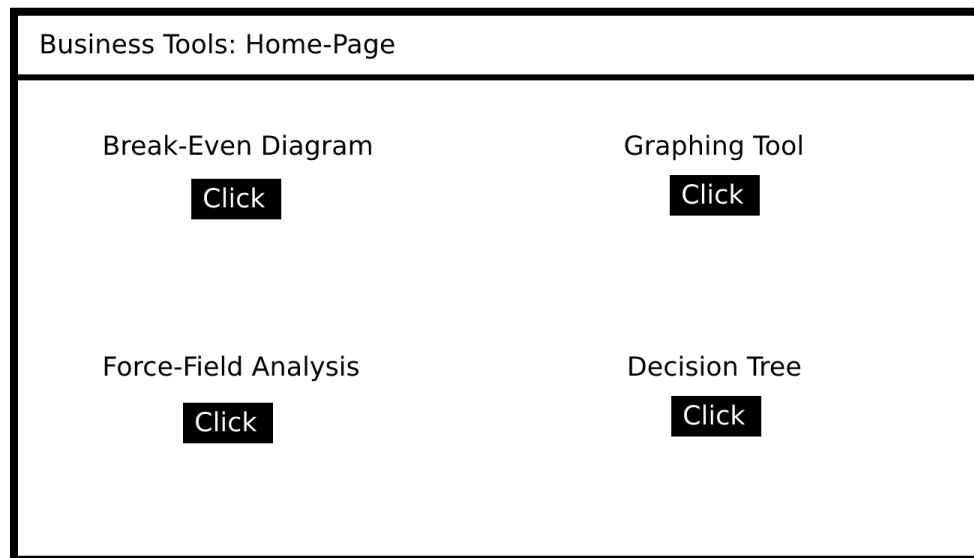 Business Tools: Home-Page
Break-Even Diagram
Click
Graphing Tool
Click
Force-Field Analysis
Click
Decision Tree
Click